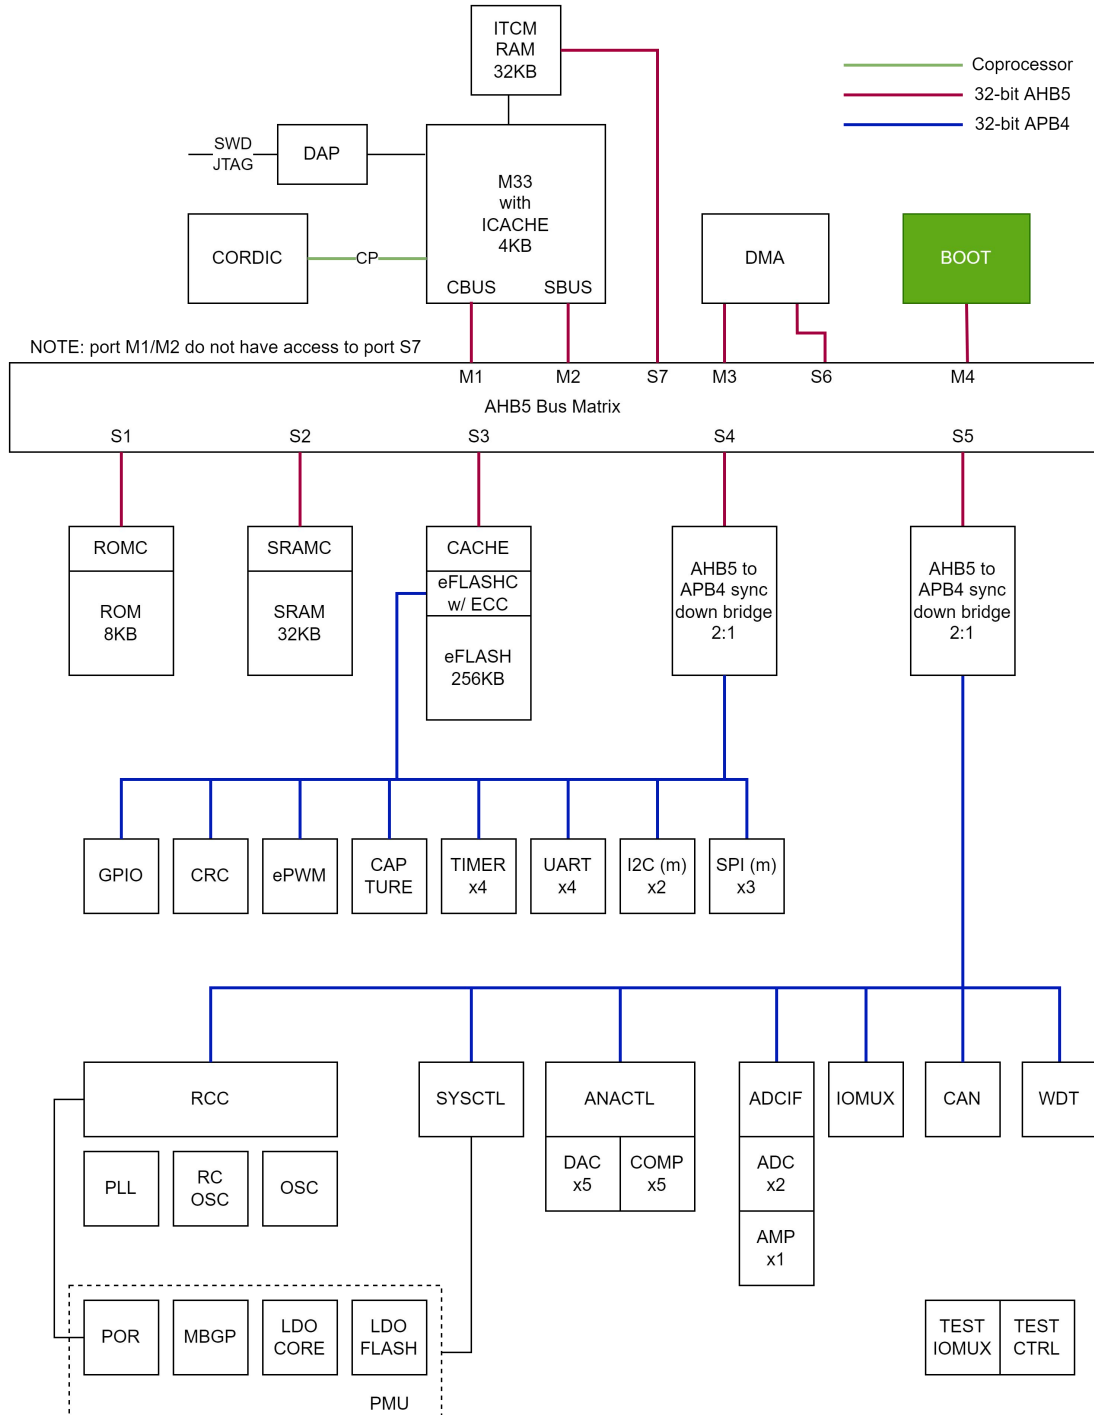 ITCM
RAM
32KB
Coprocessor
32-bit AHB5
32-bit APB4
SWD
JTAG
DAP
M33
with
ICACHE
4KB
CORDIC
CP
CBUS
SBUS
DMA
BOOT
NOTE: port M1/M2 do not have access to port S7
M1
M2
S7
M3
S6
M4
AHB5 Bus Matrix
S1
S2
S3
S4
S5
ROMC
ROM
8KB
SRAMC
SRAM
32KB
CACHE
eFLASHC
w/ ECC
eFLASH
256KB
AHB5 to
APB4 sync
down bridge
2:1
AHB5 to
APB4 sync
down bridge
2:1
GPIO
CRC
ePWM
CAP
TURE
TIMER
x4
UART
x4
I2C (m)
x2
SPI (m)
x3
RCC
SYSCTL
ANACTL
ADCIF
IOMUX
CAN
WDT
PLL
RC
OSC
OSC
DAC
x5
COMP
x5
ADC
x2
AMP
x1
POR
MBGP
LDO
CORE
LDO
FLASH
PMU
TEST
IOMUX
TEST
CTRL